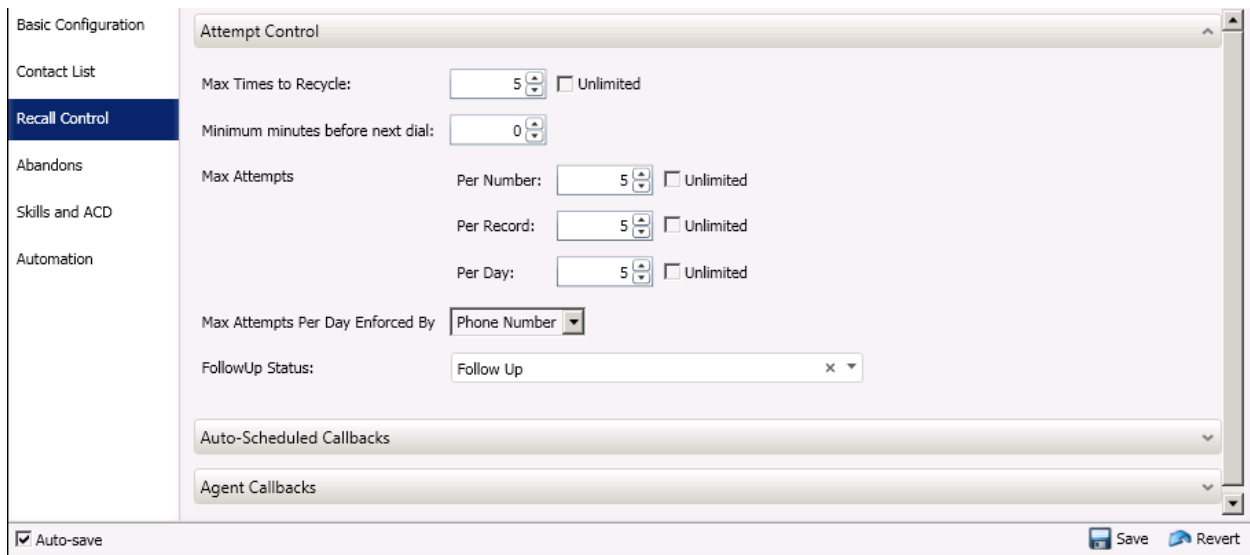 Basic Configuration
Contact List
Recall Control
Abandons
Skills and ACD
Automation
Attempt Control
Max Times to Recycle: 5 Unlimited
Minimum minutes before next dial: 0
Max Attempts Per Number: 5 Unlimited
Per Record: 5 Unlimited
Per Day: 5 Unlimited
Max Attempts Per Day Enforced By Phone Number
FollowUp Status: Follow Up
Auto-Scheduled Callbacks
Agent Callbacks
Auto-save Save Revert